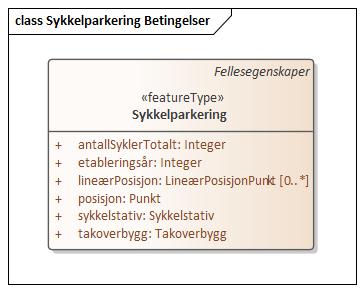 class Sykkelparkering Betingelser
Fellesegenskaper
«featureType»
Sykkelparkering
+ antallSyklerTotalt: Integer
+ etableringsår: Integer
+ lineærPosisjon: LineærPosisjonPunkt [0..*]
+ posisjon: Punkt
+ sykkelstativ: Sykkelstativ
+ takoverbygg: Takoverbygg